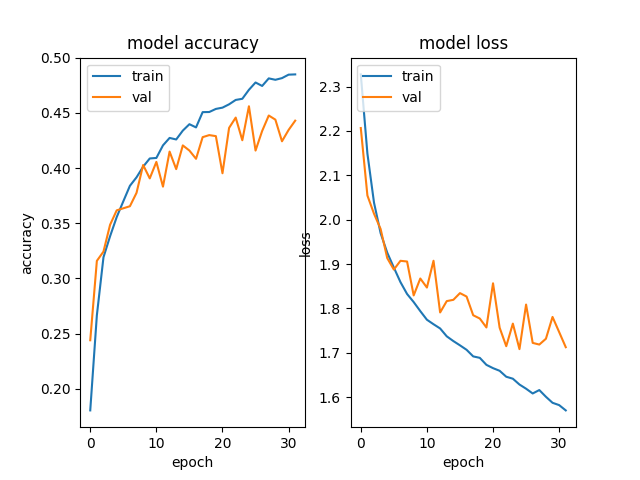 model accuracy
train
val
0.50
0.45
0.40
0.35
0.30
0.25
0.20
accuracy
0 10 20 30
epoch
model loss
train
val
2.3
2.2
2.1
2.0
1.9
1.8
1.7
1.6
loss
0 10 20 30
epoch